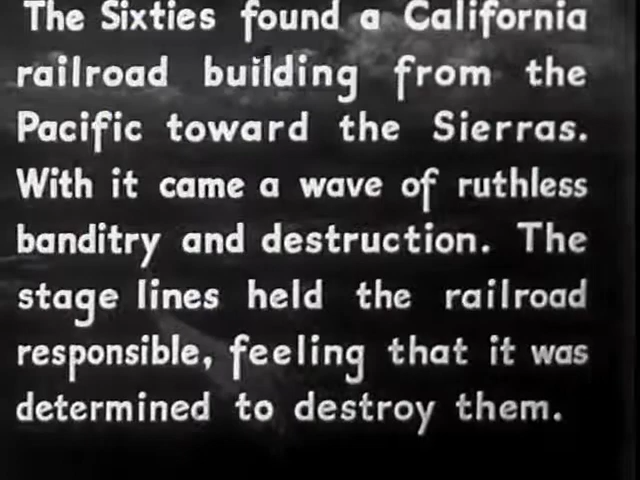 The Sixties found a California
railroad building from the
Pacific toward the Sierras.
With it came a wave of ruthless
banditry and destruction. The
stage lines held the railroad
responsible, feeling that it was
determined to destroy them.